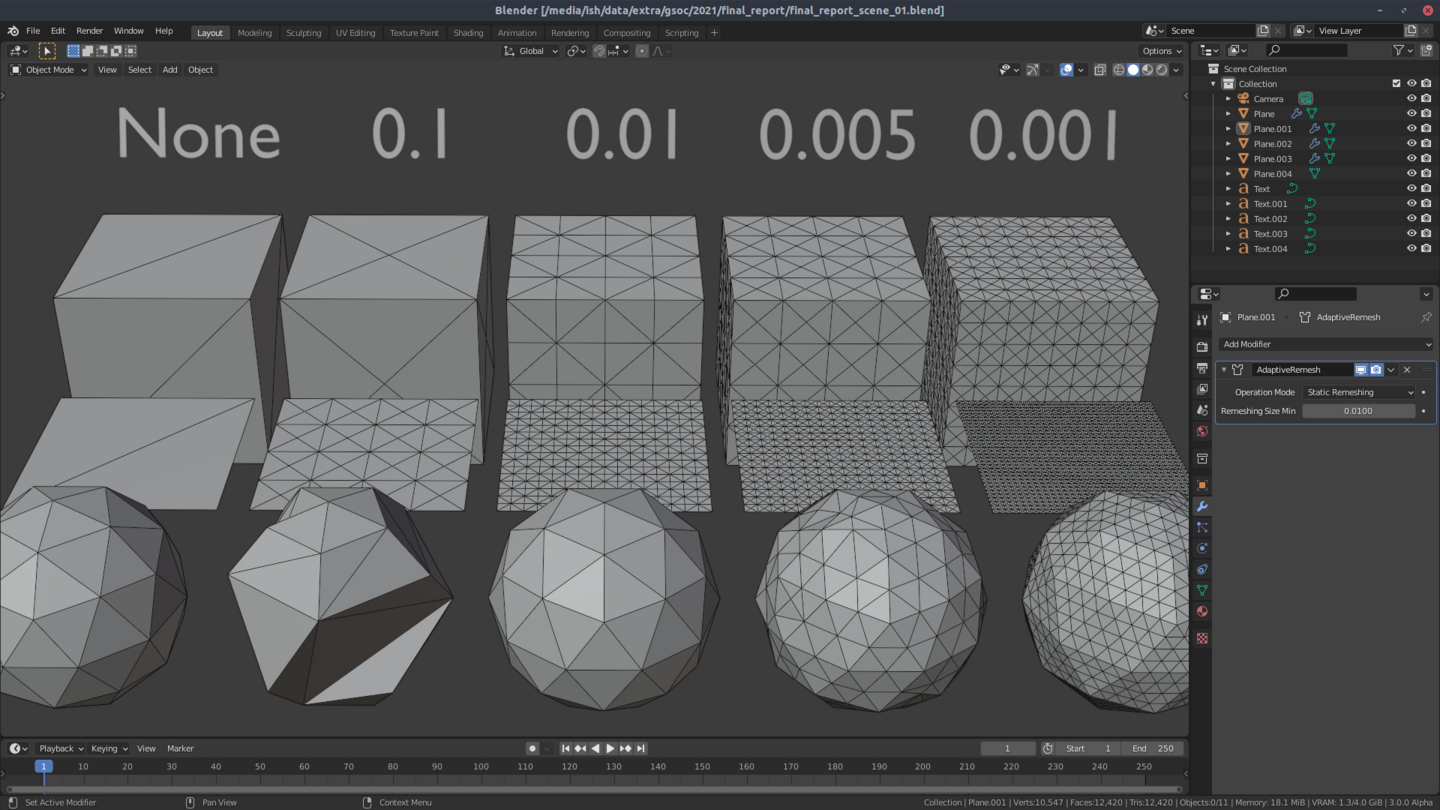 Blender [/media/ish/data/extra/gsoc/2021/final_report/final_report_scene_01.blend]
File Edit Render Window Help Layout Modeling Sculpting UV Editing Texture Paint Shading Animation Rendering Compositing Scripting + Scene View Layer
Global Options
Object Mode View Select Add Object
None 0.1 0.01 0.005 0.001
Scene Collection
Collection
Camera
Plane
Plane.001
Plane.002
Plane.003
Plane.004
Text
Text.001
Text.002
Text.003
Text.004
Plane.001 AdaptiveRemesh
Add Modifier
AdaptiveRemesh
Operation Mode Static Remeshing
Remeshing Size Min 0.0100
Playback Keying View Marker 1 Start 1 End 250
1 10 20 30 40 50 60 70 80 90 100 110 120 130 140 150 160 170 180 190 200 210 220 230 240 250
Set Active Modifier Pan View Context Menu Collection | Plane.001 | Verts:10,547 | Faces:12,420 | Tris:12,420 | Objects:0/11 | Memory: 18.1 MiB | VRAM: 1.3/4.0 GiB | 3.0.0 Alpha